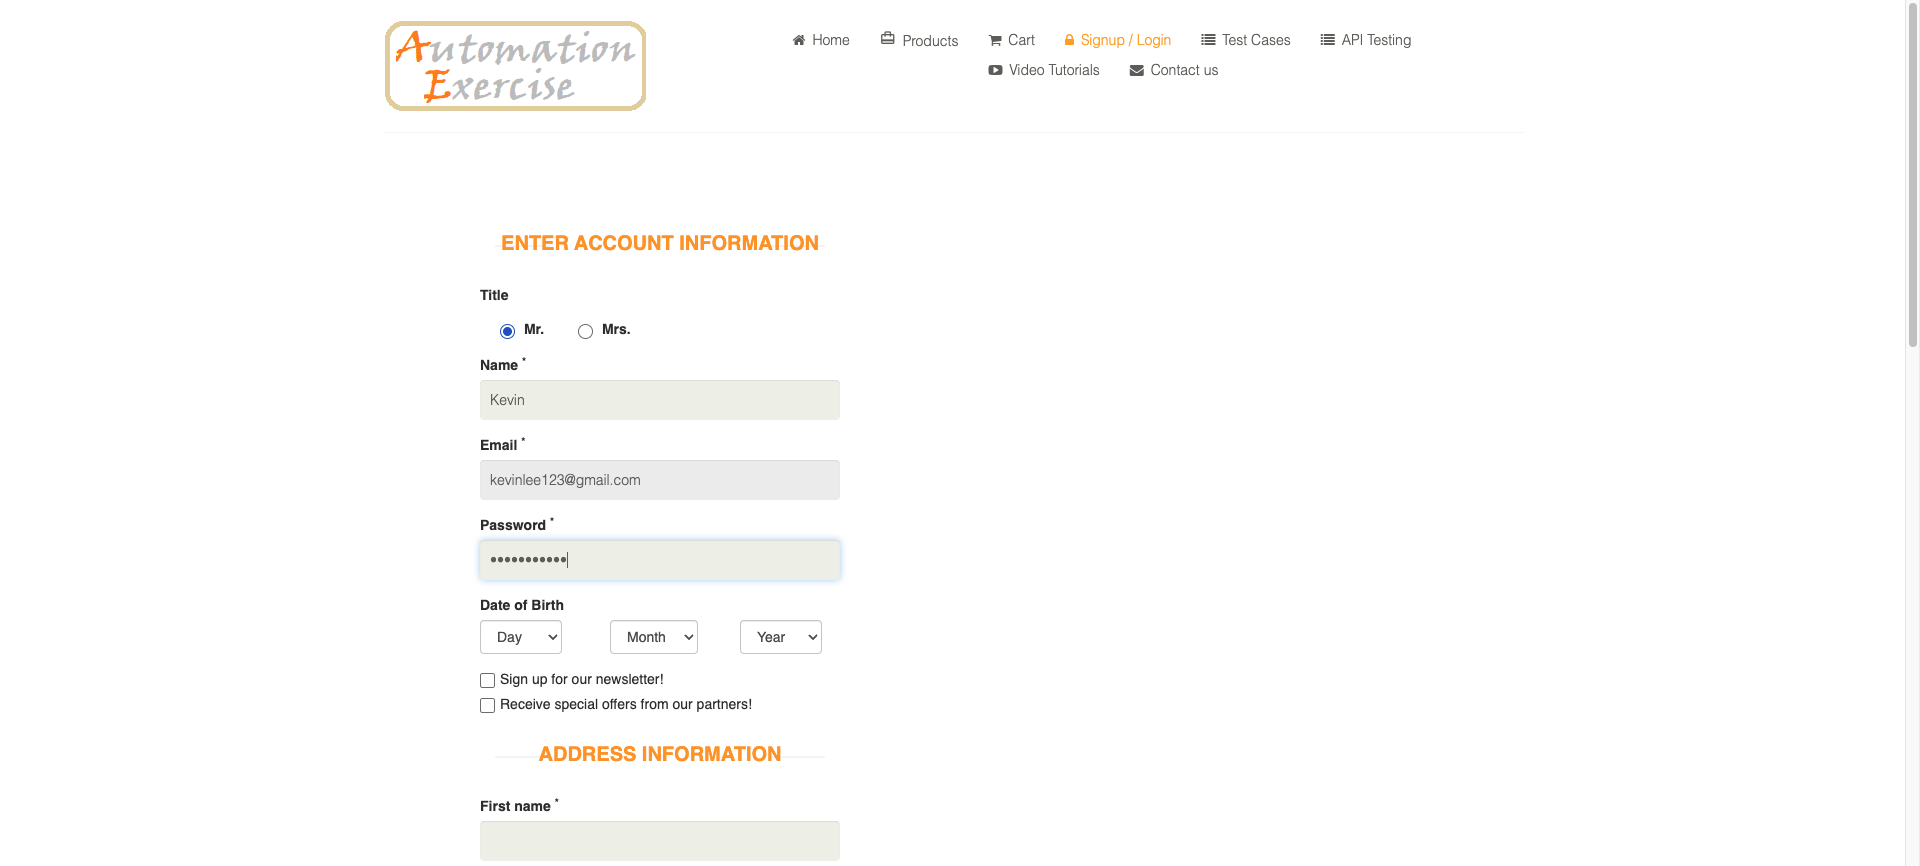 Automation
Exercise
Home Products Cart Signup / Login Test Cases API Testing
Video Tutorials Contact us
ENTER ACCOUNT INFORMATION
Title
Mr. Mrs.
Name *
Kevin
Email *
kevinlee123@gmail.com
Password *
•••••••••••
Date of Birth
Day Month Year
Sign up for our newsletter!
Receive special offers from our partners!
ADDRESS INFORMATION
First name *